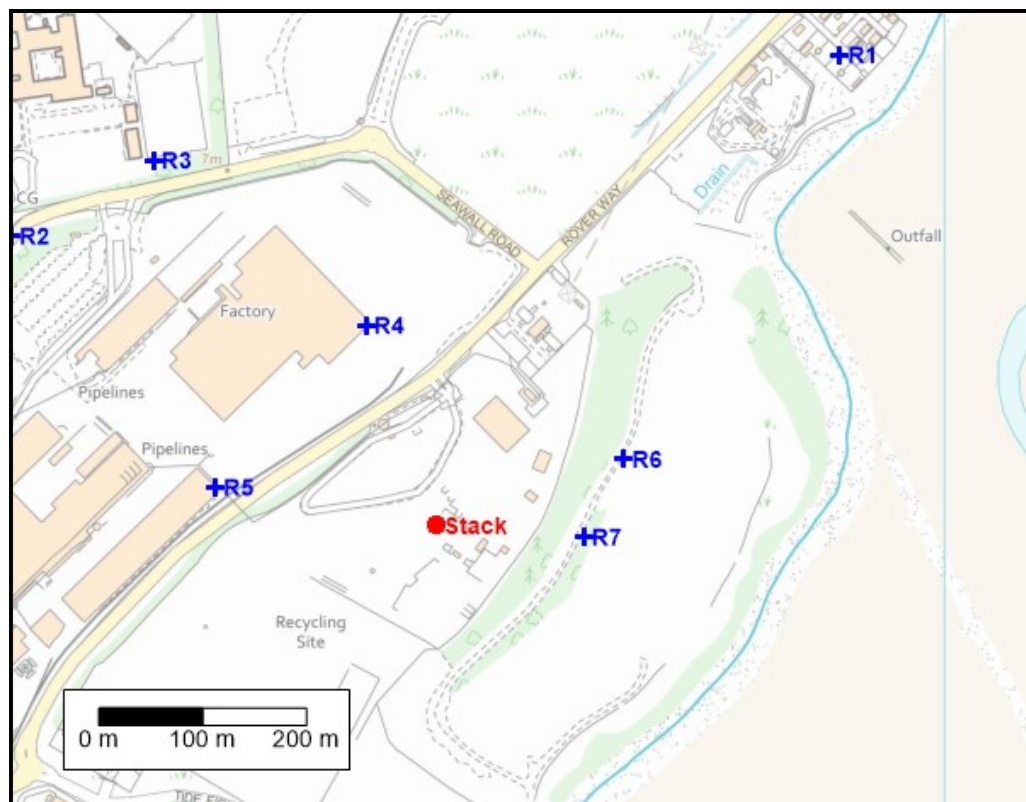 R1
R3
7m
CG
R2
SEAWALL ROAD
ROVER WAY
Drain
Outfall
Factory
R4
Pipelines
Pipelines
R5
R6
Stack
R7
Recycling
Site
0 m 100 m 200 m